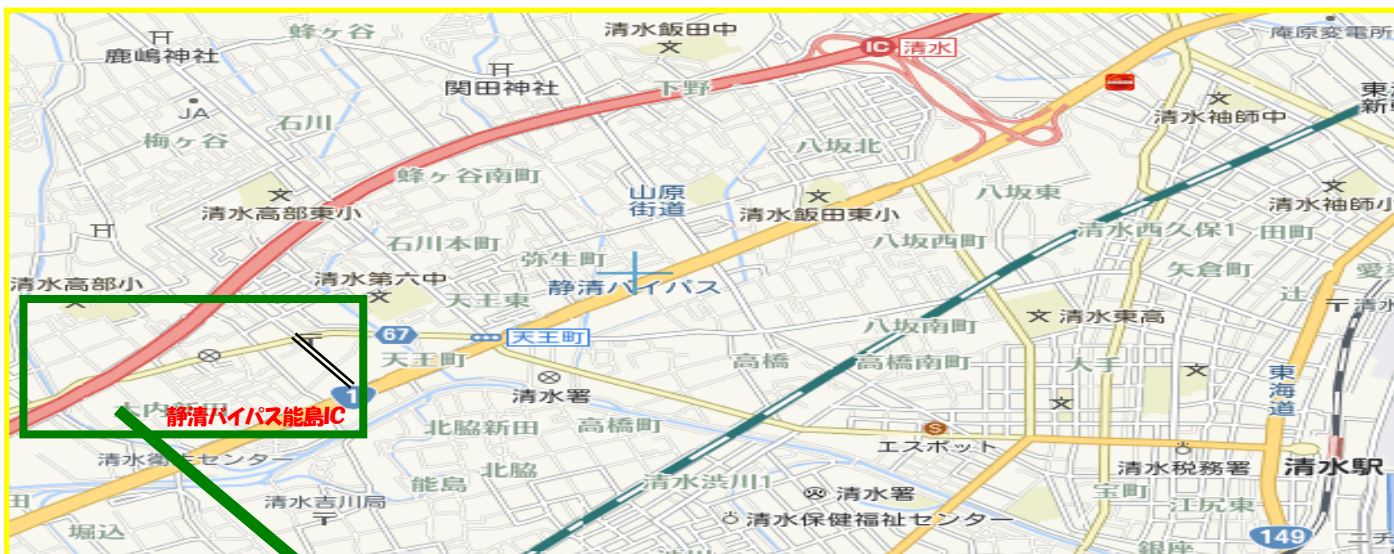 蜂ヶ谷
清水飯田中
IC 清水
庵原変電所
鹿嶋神社
関田神社
下野
JA
石川
梅ヶ谷
八坂北
清水袖師中
蜂ヶ谷南町
山原
街道
八坂東
清水袖師小
清水高部東小
清水飯田東小
石川本町
弥生町
八坂西町
清水西久保1
田町
矢倉町
清水高部小
清水第六中
天王東
静清バイパス
辻
67
天王町
天王町
八坂南町
清水東高
高橋
高橋南町
大手
東海道
清水署
静清バイパス能島IC
北脇新田
高橋町
エスポット
清水税務署
清水駅
北脇
能島
清水渋川1
清水署
宝町
江尻東
清水吉川局
清水保健福祉センター
堀込
149
銀座